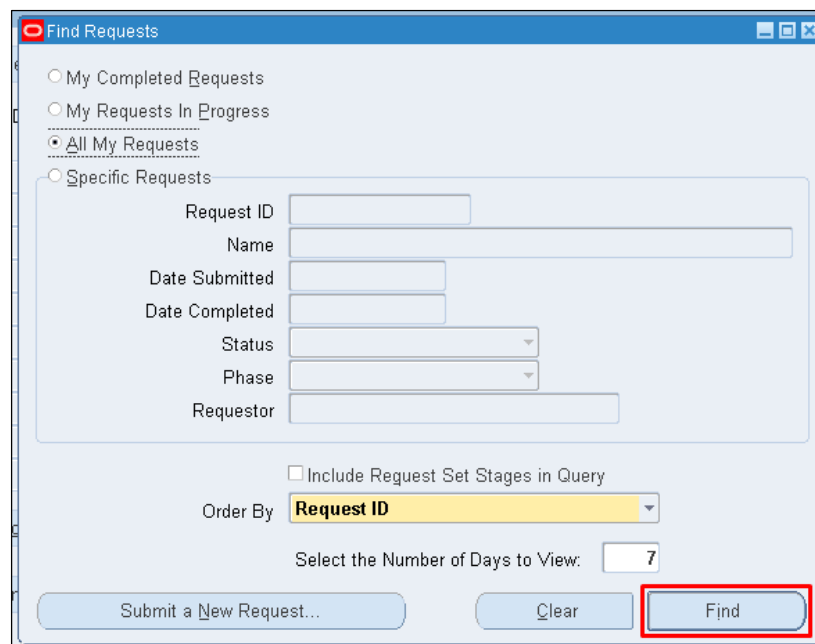 Find Requests
My Completed Requests
My Requests In Progress
All My Requests
Specific Requests
Request ID
Name
Date Submitted
Date Completed
Status
Phase
Requestor
Include Request Set Stages in Query
Order By Request ID
Select the Number of Days to View: 7
Submit a New Request... Clear Find